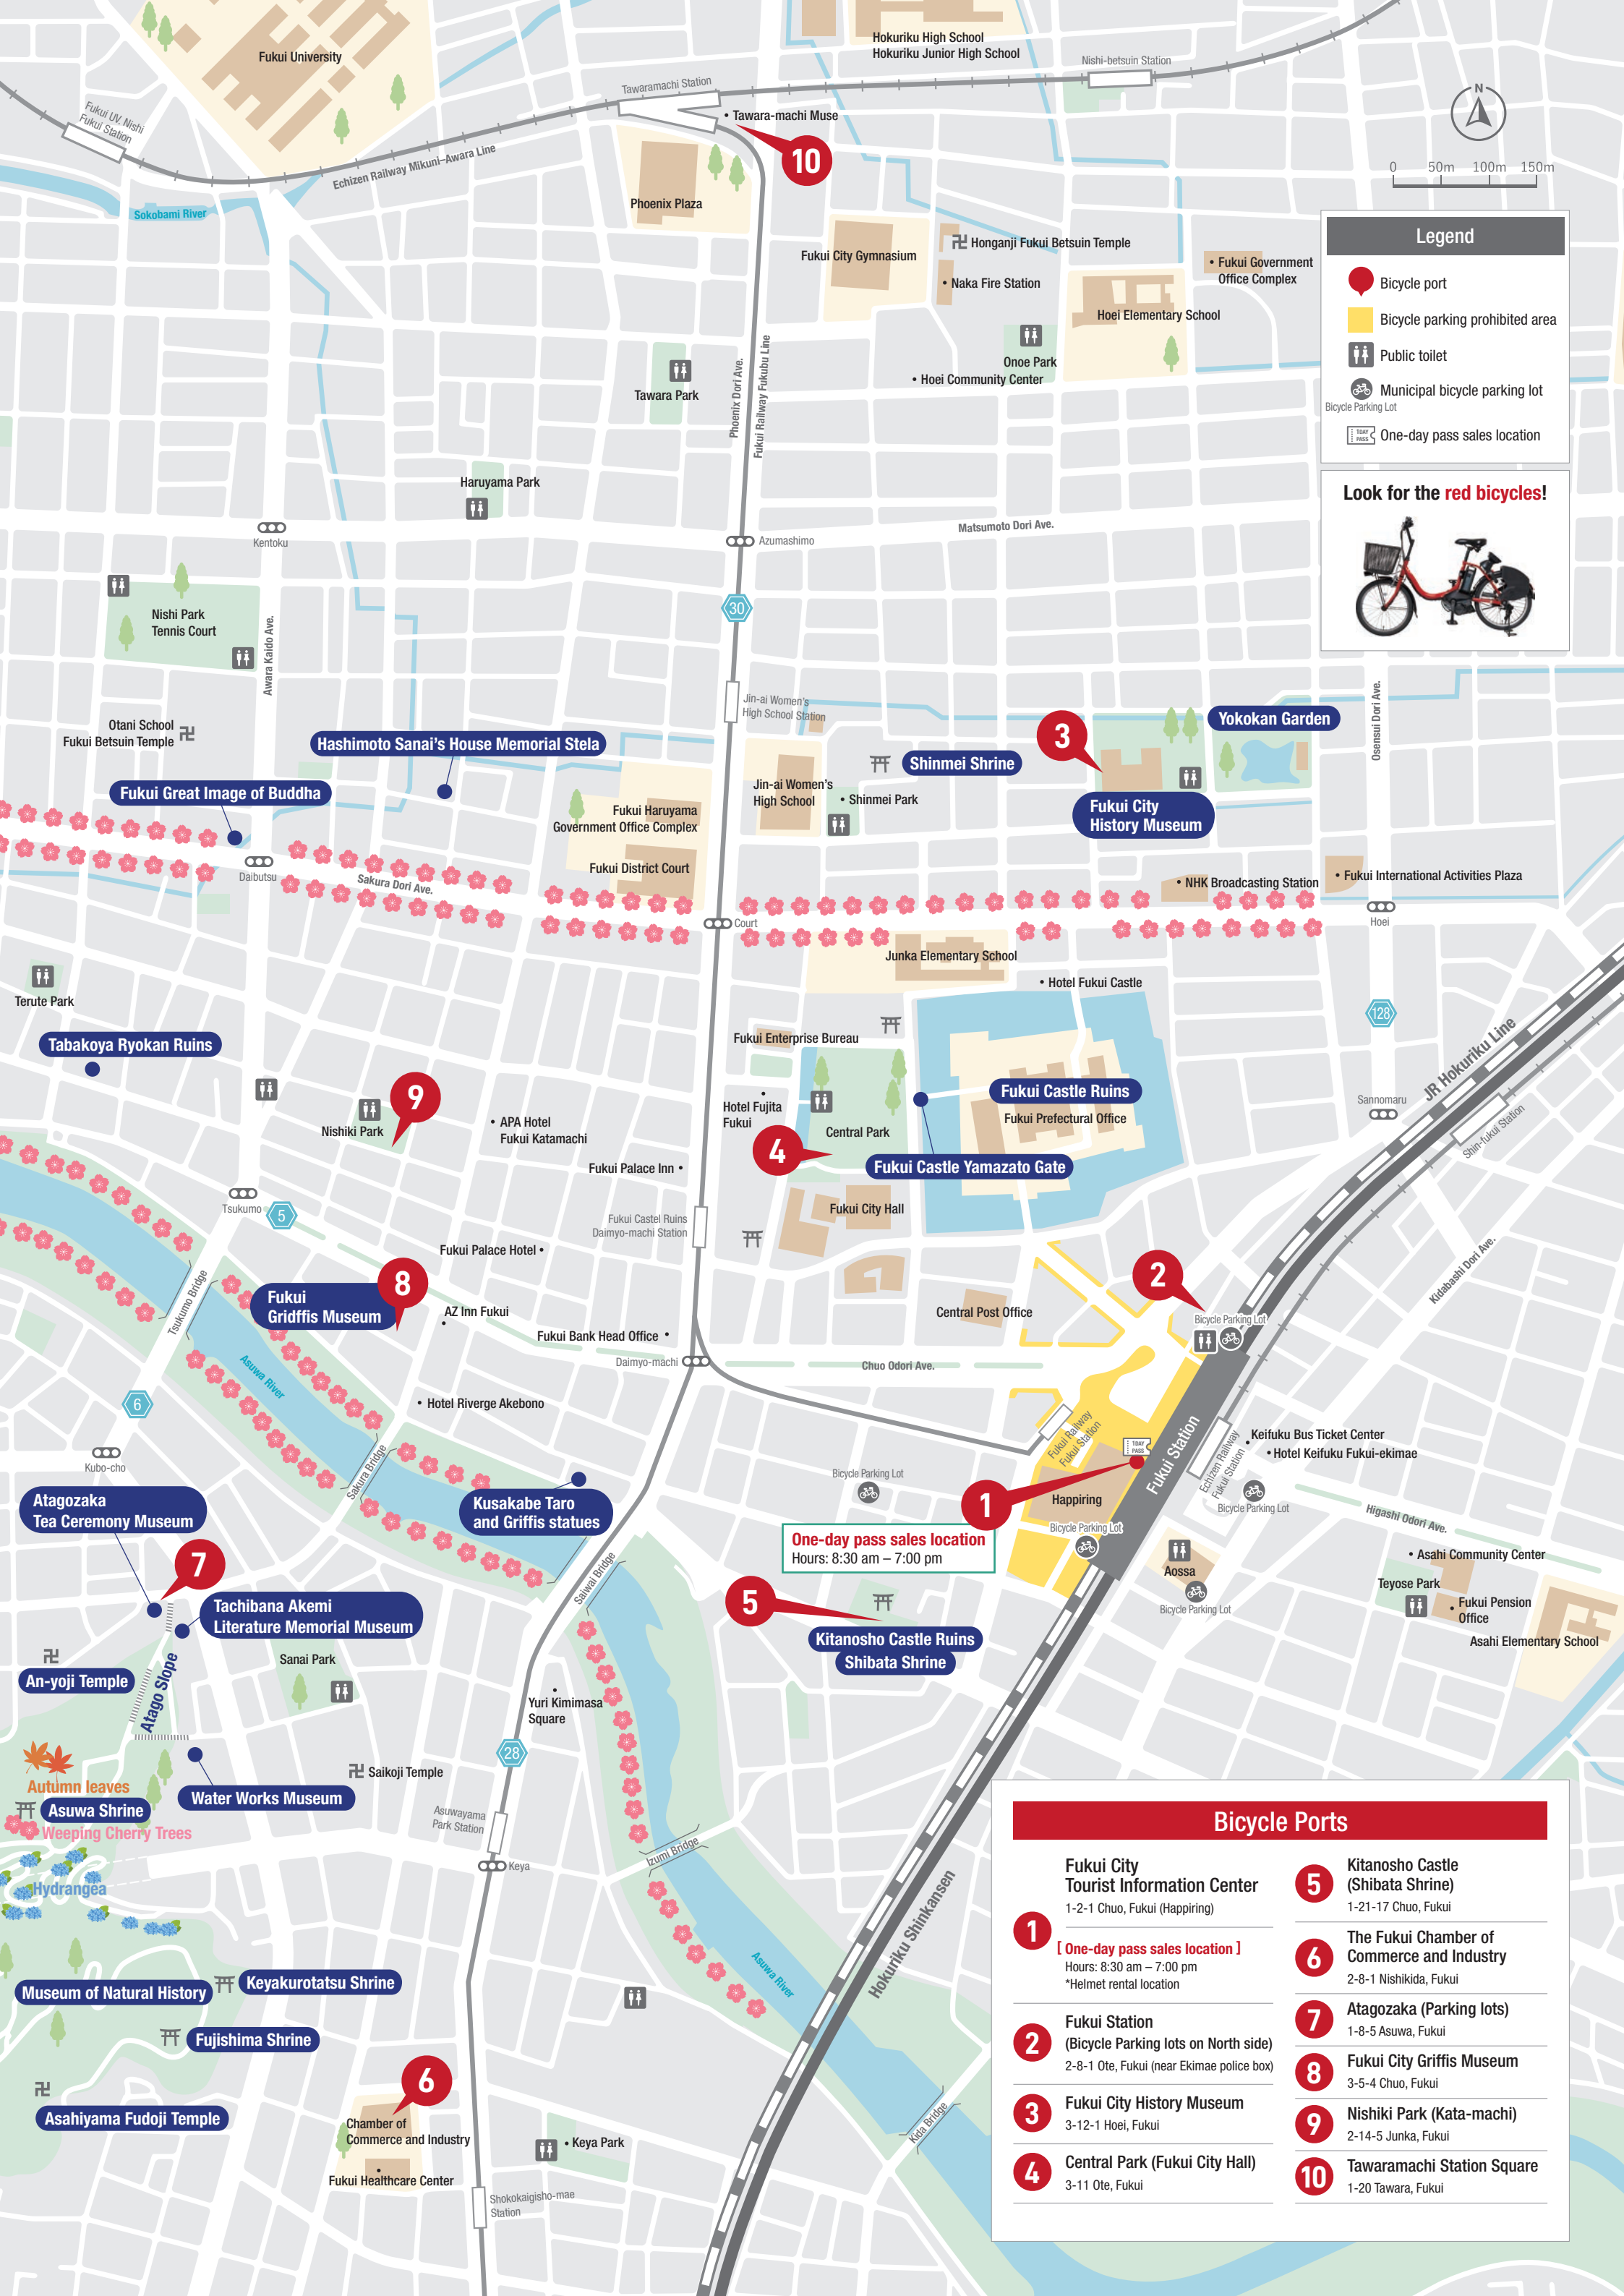 Fukui University
Hokuriku High School
Hokuriku Junior High School
Nishi-betsuin Station
Tawaramachi Station
Fukui UV. Nishi
Fukui Station
• Tawara-machi Muse
10
Echizen Railway Mikuni–Awara Line
Sokobami River
Phoenix Plaza
N
0 50m 100m 150m
Legend
Bicycle port
Bicycle parking prohibited area
Public toilet
Municipal bicycle parking lot
Bicycle Parking Lot
1DAY
PASS
One-day pass sales location
Look for the red bicycles!
Fukui City Gymnasium
Honganji Fukui Betsuin Temple
• Naka Fire Station
• Fukui Government
Office Complex
Hoei Elementary School
Onoe Park
• Hoei Community Center
Tawara Park
Phoenix Dori Ave.
Fukui Railway Fukubu Line
Haruyama Park
Matsumoto Dori Ave.
Kentoku
Azumashimo
30
Nishi Park
Tennis Court
Awara Kaido Ave.
Osensui Dori Ave.
Jin-ai Women's
High School Station
Otani School
Fukui Betsuin Temple
Hashimoto Sanai's House Memorial Stela
Fukui Great Image of Buddha
Jin-ai Women's
High School
Shinmei Shrine
• Shinmei Park
3
Yokokan Garden
Fukui City
History Museum
Fukui Haruyama
Government Office Complex
Fukui District Court
Daibutsu
Sakura Dori Ave.
• NHK Broadcasting Station
• Fukui International Activities Plaza
Court
Hoei
Junka Elementary School
• Hotel Fukui Castle
Terute Park
128
Tabakoya Ryokan Ruins
Fukui Enterprise Bureau
JR Hokuriku Line
Fukui Castle Ruins
Fukui Prefectural Office
Sannomaru
Shin-fukui Station
9
Nishiki Park
• APA Hotel
Fukui Katamachi
•
Hotel Fujita
Fukui
4
Central Park
Fukui Castle Yamazato Gate
Fukui Palace Inn •
Tsukumo
5
Fukui Castel Ruins
Daimyo-machi Station
Fukui City Hall
Fukui Palace Hotel •
Kidabashi Dori Ave.
8
Fukui
Gridffis Museum
Tsukumo Bridge
AZ Inn Fukui
•
2
Bicycle Parking Lot
Central Post Office
Fukui Bank Head Office •
Daimyo-machi
Chuo Odori Ave.
Asuwa River
6
• Hotel Riverge Akebono
Kubo-cho
Sakura Bridge
Fukui Railway
Fukui Station
1DAY
PASS
Fukui Station
Echizen Railway
Fukui Station
• Keifuku Bus Ticket Center
• Hotel Keifuku Fukui-ekimae
Bicycle Parking Lot
Bicycle Parking Lot
1
Happiring
Bicycle Parking Lot
Higashi Odori Ave.
Atagozaka
Tea Ceremony Museum
Kusakabe Taro
and Griffis statues
One-day pass sales location
Hours: 8:30 am – 7:00 pm
7
Saiwai Bridge
Aossa
Bicycle Parking Lot
• Asahi Community Center
Teyose Park
• Fukui Pension
Office
Asahi Elementary School
Tachibana Akemi
Literature Memorial Museum
5
Kitanosho Castle Ruins
Shibata Shrine
An-yoji Temple
Atago Slope
Sanai Park
•
Yuri Kimimasa
Square
28
Autumn leaves
Saikoji Temple
Water Works Museum
Asuwa Shrine
Weeping Cherry Trees
Asuwayama
Park Station
Keya
Izumi Bridge
Hydrangea
Asuwa River
Hokuriku Shinkansen
Museum of Natural History
Keyakurotatsu Shrine
Fujishima Shrine
6
Asahiyama Fudoji Temple
Chamber of
Commerce and Industry
•
Fukui Healthcare Center
• Keya Park
Kida Bridge
Shokokaigisho-mae
Station
Bicycle Ports
1
Fukui City
Tourist Information Center
1-2-1 Chuo, Fukui (Happiring)
[ One-day pass sales location ]
Hours: 8:30 am – 7:00 pm
*Helmet rental location
2
Fukui Station
(Bicycle Parking lots on North side)
2-8-1 Ote, Fukui (near Ekimae police box)
3
Fukui City History Museum
3-12-1 Hoei, Fukui
4
Central Park (Fukui City Hall)
3-11 Ote, Fukui
5
Kitanosho Castle
(Shibata Shrine)
1-21-17 Chuo, Fukui
6
The Fukui Chamber of
Commerce and Industry
2-8-1 Nishikida, Fukui
7
Atagozaka (Parking lots)
1-8-5 Asuwa, Fukui
8
Fukui City Griffis Museum
3-5-4 Chuo, Fukui
9
Nishiki Park (Kata-machi)
2-14-5 Junka, Fukui
10
Tawaramachi Station Square
1-20 Tawara, Fukui